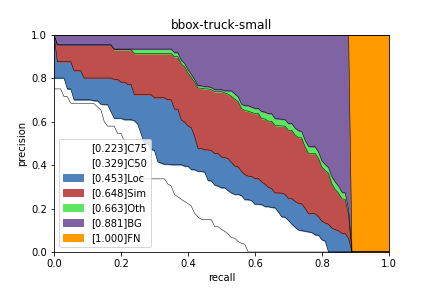 bbox-truck-small
1.0
0.8
0.6
0.4
0.2
0.0
precision
[0.223]C75
[0.329]C50
[0.453]Loc
[0.648]Sim
[0.663]Oth
[0.881]BG
[1.000]FN
0.0 0.2 0.4 0.6 0.8 1.0
recall